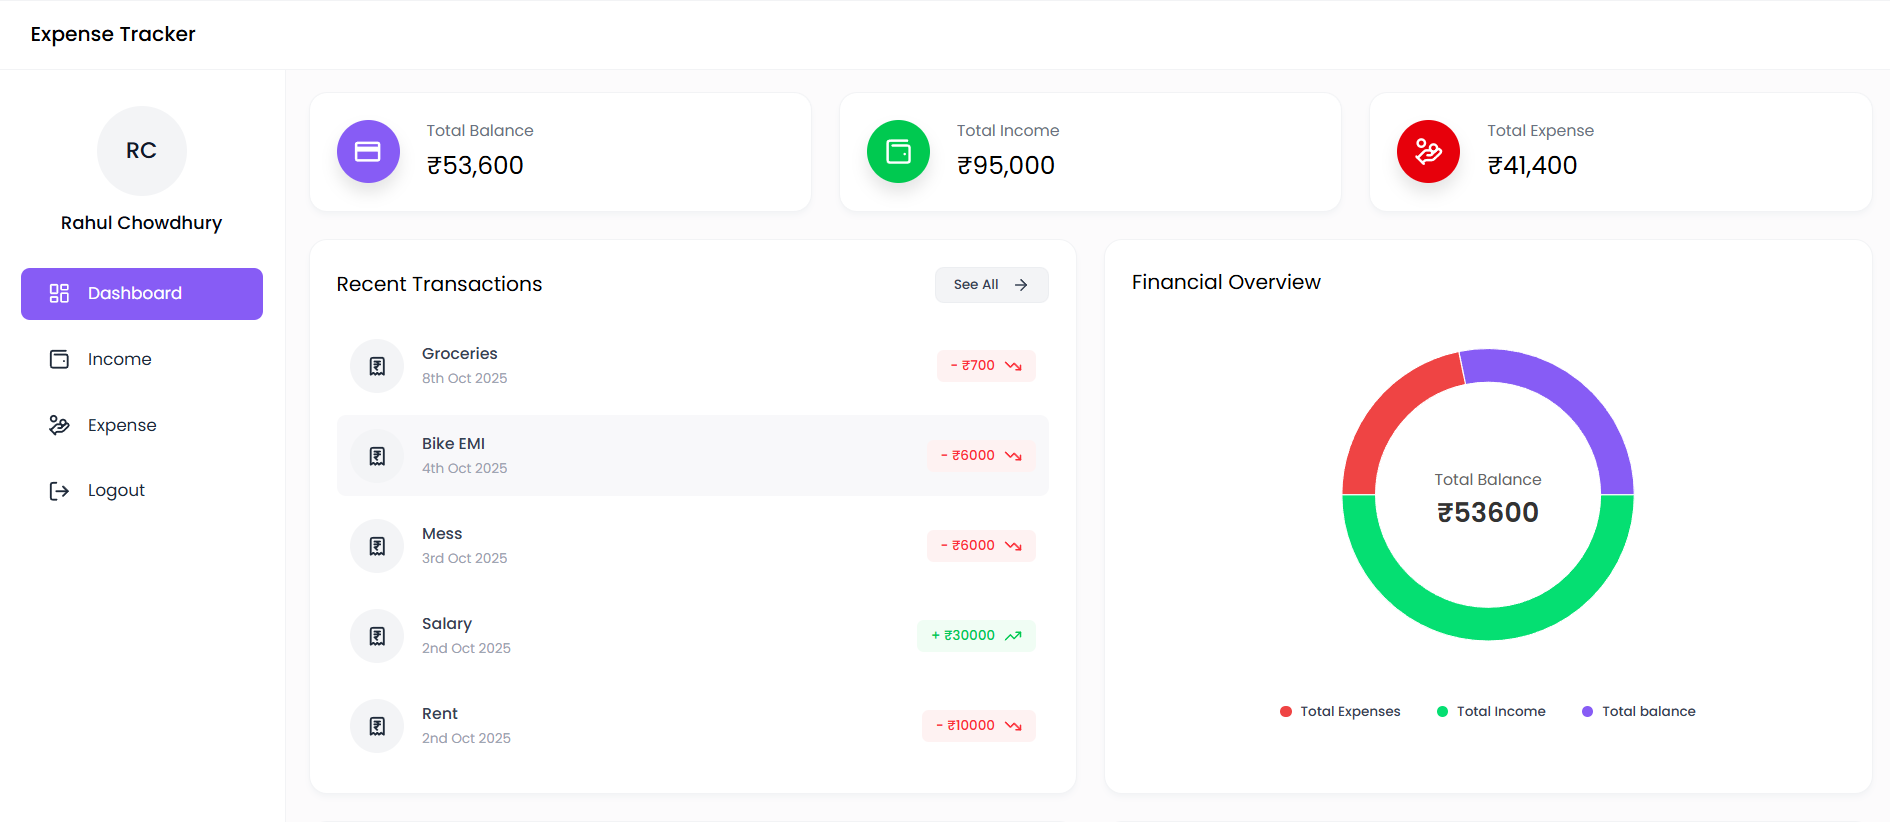 Expense Tracker
RC
Rahul Chowdhury
Dashboard
Income
Expense
Logout
Total Balance
₹53,600
Total Income
₹95,000
Total Expense
₹41,400
Recent Transactions
See All
Groceries
8th Oct 2025
- ₹700
Bike EMI
4th Oct 2025
- ₹6000
Mess
3rd Oct 2025
- ₹6000
Salary
2nd Oct 2025
+ ₹30000
Rent
2nd Oct 2025
- ₹10000
Financial Overview
Total Balance
₹53600
Total Expenses
Total Income
Total balance